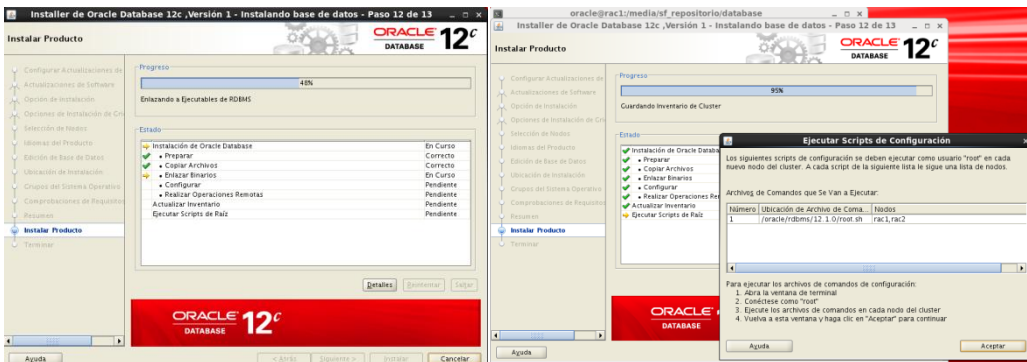 Installer de Oracle Database 12c ,Versión 1 - Instalando base de datos - Paso 12 de 13
Instalar Producto
ORACLE 12c
DATABASE
Configurar Actualizaciones de
Actualizaciones de Software
Opción de Instalación
Opciones de Instalación de Gri
Selección de Nodos
Idiomas del Producto
Edición de Base de Datos
Ubicación de Instalación
Grupos del Sistema Operativo
Comprobaciones de Requisitos
Resumen
Instalar Producto
Terminar
Progreso
48%
Enlazando a Ejecutables de RDBMS
Estado
Instalación de Oracle Database En Curso
• Preparar Correcto
• Copiar Archivos Correcto
• Enlazar Binarios En Curso
• Configurar Pendiente
• Realizar Operaciones Remotas Pendiente
Actualizar Inventario Pendiente
Ejecutar Scripts de Raíz Pendiente
Detalles Reintentar Saltar
ORACLE 12c
DATABASE
Ayuda < Atrás Siguiente > Instalar Cancelar
oracle@rac1:/media/sf_repositorio/database
Installer de Oracle Database 12c ,Versión 1 - Instalando base de datos - Paso 12 de 13
Instalar Producto
ORACLE 12c
DATABASE
Configurar Actualizaciones de
Actualizaciones de Software
Opción de Instalación
Opciones de Instalación de Gri
Selección de Nodos
Idiomas del Producto
Edición de Base de Datos
Ubicación de Instalación
Grupos del Sistema Operativo
Comprobaciones de Requisitos
Resumen
Instalar Producto
Terminar
Progreso
95%
Guardando Inventario de Cluster
Estado
Instalación de Oracle Databa
• Preparar
• Copiar Archivos
• Enlazar Binarios
• Configurar
• Realizar Operaciones Re
Actualizar Inventario
Ejecutar Scripts de Raíz
ORACLE
DATABASE
Ayuda
Ejecutar Scripts de Configuración
Los siguientes scripts de configuración se deben ejecutar como usuario "root" en cada
nuevo nodo del cluster. A cada script de la siguiente lista le sigue una lista de nodos.
Archivos de Comandos que Se Van a Ejecutar:
Número Ubicación de Archivo de Coma... Nodos
1 /oracle/rdbms/12.1.0/root.sh rac1,rac2
Para ejecutar los archivos de comandos de configuración:
1. Abra la ventana de terminal
2. Conéctese como "root"
3. Ejecute los archivos de comandos en cada nodo del cluster
4. Vuelva a esta ventana y haga clic en "Aceptar" para continuar
Ayuda Aceptar